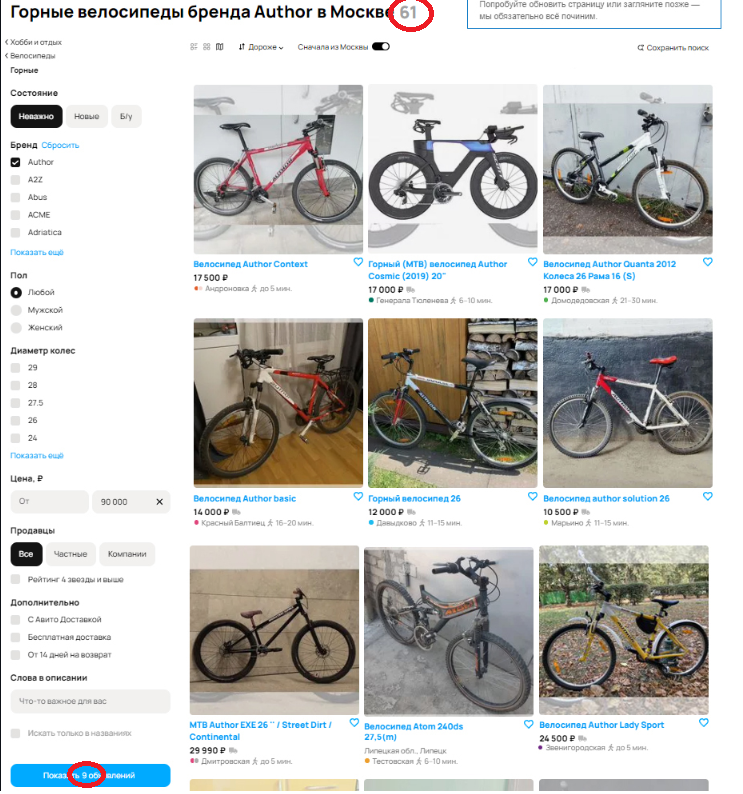 Горные велосипеды бренда Author в Москве 61
Попробуйте обновить страницу или загляните позже —
мы обязательно всё починим.
Хобби и отдых
Велосипеды
Горные
Дороже
Сначала из Москвы
Сохранить поиск
Состояние
Неважно
Новые
Б/у
Бренд Сбросить
Author
A2Z
Abus
ACME
Adriatica
Показать ещё
Пол
Любой
Мужской
Женский
Диаметр колес
29
28
27.5
26
24
Показать ещё
Цена, ₽
От
90 000
Продавцы
Все
Частные
Компании
Рейтинг 4 звезды и выше
Дополнительно
С Авито Доставкой
Бесплатная доставка
От 14 дней на возврат
Слова в описании
Что-то важное для вас
Искать только в названиях
Показать 9 объявлений
Велосипед Author Context
17 500 ₽
Андроновка до 5 мин.
Горный (MTB) велосипед Author
Cosmic (2019) 20"
17 000 ₽
Генерала Тюленева 6–10 мин.
Велосипед Author Quanta 2012
Колеса 26 Рама 16 (S)
17 000 ₽
Домодедовская 21–30 мин.
Велосипед Author basic
14 000 ₽
Красный Балтиец 16–20 мин.
Горный велосипед 26
12 000 ₽
Давыдково 11–15 мин.
Велосипед author solution 26
10 500 ₽
Марьино 11–15 мин.
MTB Author EXE 26 '' / Street Dirt /
Continental
29 990 ₽
Дмитровская до 5 мин.
Велосипед Atom 240ds
27,5(m)
Липецкая обл., Липецк
Тестовская 6–10 мин.
Велосипед Author Lady Sport
24 500 ₽
Звенигородская до 5 мин.